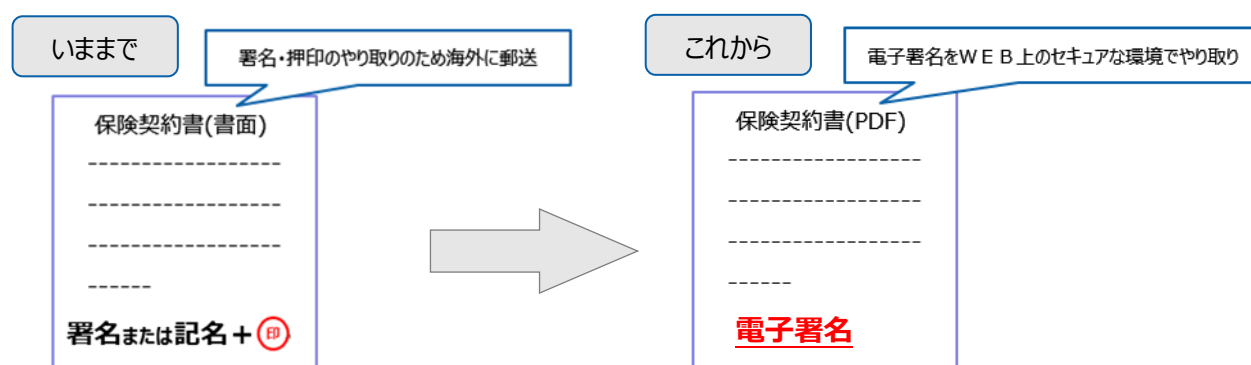 いままで
署名・押印のやり取りのため海外に郵送
保険契約書(書面)
------------------
------------------
------------------
------
署名または記名＋印
これから
電子署名をＷＥＢ上のセキュアな環境でやり取り
保険契約書(PDF)
------------------
------------------
------------------
------
電子署名